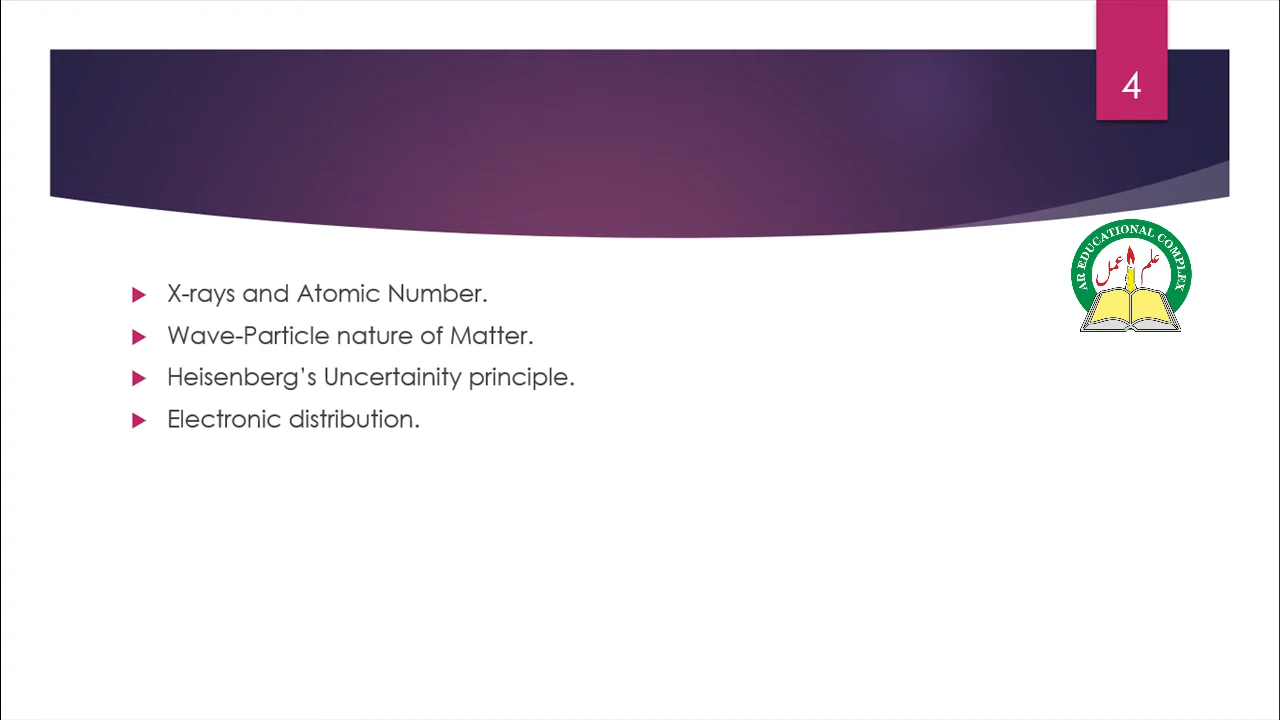 4
AR EDUCATIONAL COMPLEX
علم عمل
X-rays and Atomic Number.
Wave-Particle nature of Matter.
Heisenberg’s Uncertainity principle.
Electronic distribution.